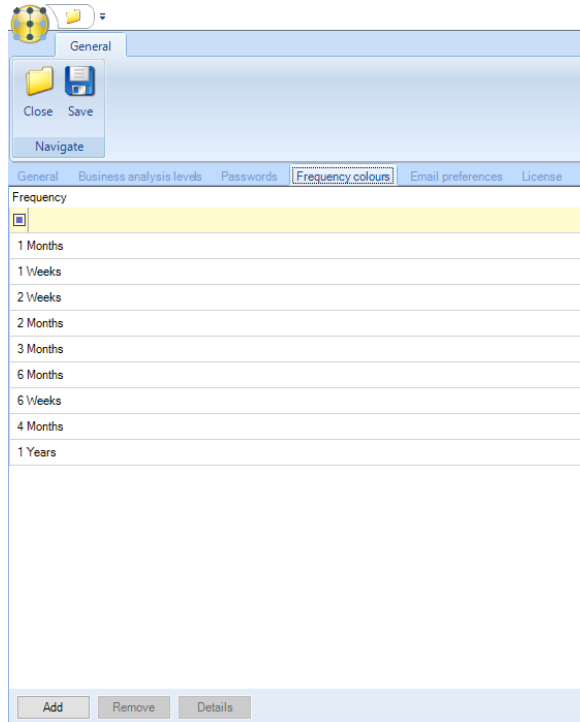 General
Close Save
Navigate
General Business analysis levels Passwords Frequency colours Email preferences License
Frequency
1 Months
1 Weeks
2 Weeks
2 Months
3 Months
6 Months
6 Weeks
4 Months
1 Years
Add Remove Details